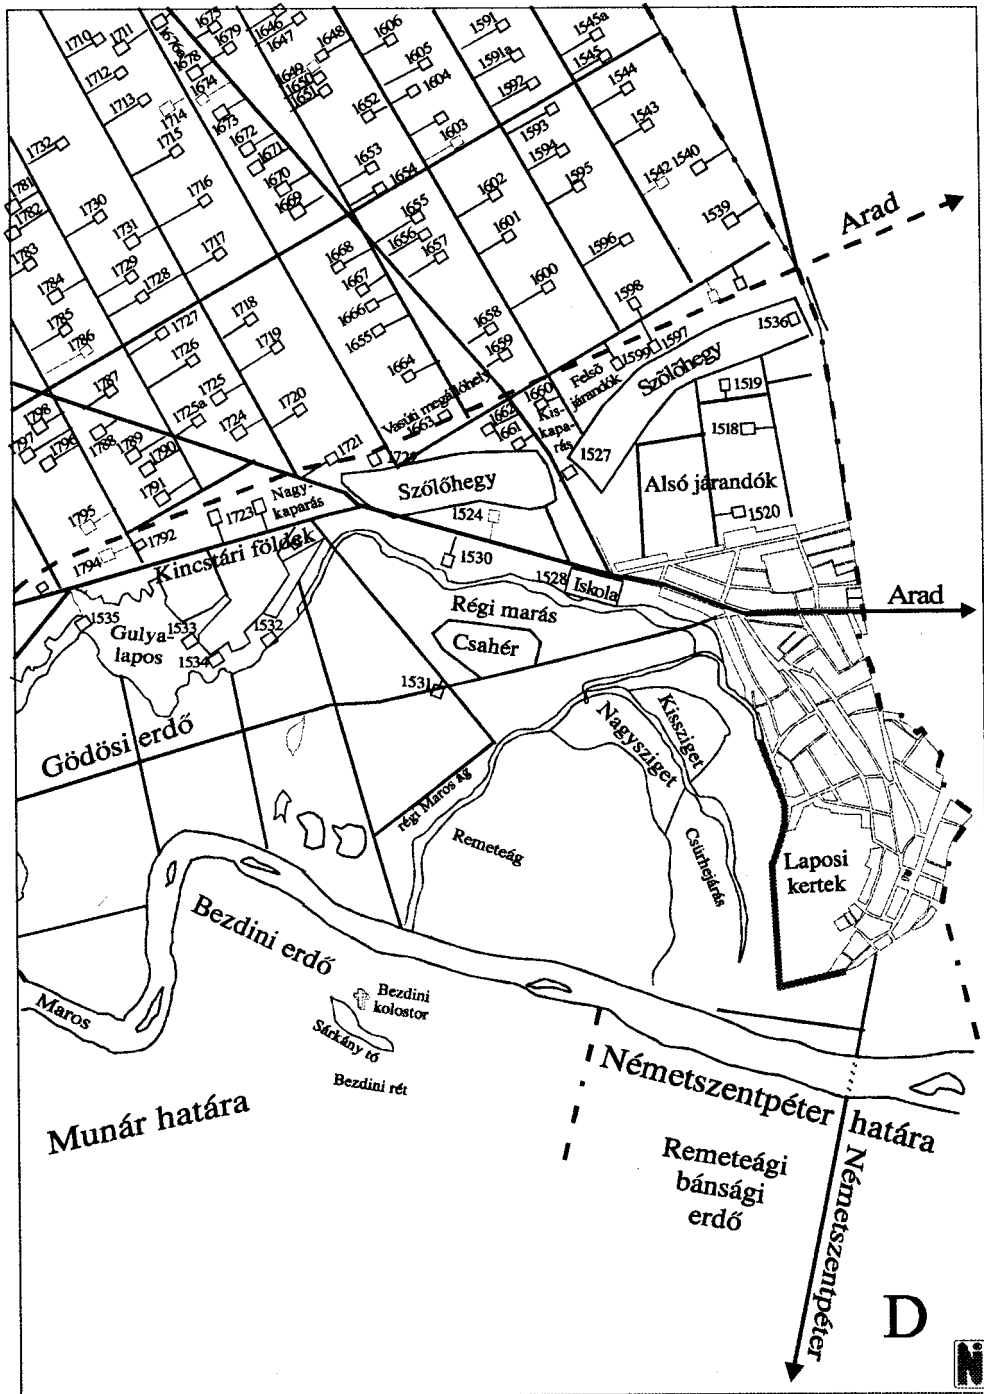 1710
1711
1676a
1675
1679
1678
1646
1647
1648
1606
1591
1545a
1712
1674
1649
1650
1651
1605
1591a
1545
1544
1713
1714
1673
1652
1604
1592
1543
1732
1715
1672
1671
1653
1603
1593
1594
1542
1540
1781
1782
1730
1716
1670
1669
1654
1602
1595
1539
1783
1731
1717
1668
1655
1656
1657
1601
1596
Arad
1784
1729
1728
1667
1666
1600
1598
1785
1786
1727
1718
1655
1658
1536
1726
1719
1664
1659
Felső
járandók
1599
1597
Szőlőhegy
1787
1725
1725a
1720
Vasúti megállóhely
1663
1660
1662
1661
Kis-
kapa-
rás
1519
1798
1797
1796
1788
1789
1790
1724
1721
1527
1518
1791
Szőlőhegy
Alsó járandók
1795
1723
Nagy-
kaparás
1524
1520
1794
1792
Kincstári földek
1530
1528
Iskola
Arad
1535
Gulya-
lapos
1533
1532
1534
Régi marás
Csahér
1531
Gödösi erdő
Kissziget
Nagysziget
régi Maros ág
Remeteág
Csürhejárás
Laposi
kertek
Bezdini erdő
Maros
Bezdini
kolostor
Sárkány tó
Bezdini rét
Munár határa
Németszentpéter határa
Remeteági
bánsági
erdő
Németszentpéter
D
N